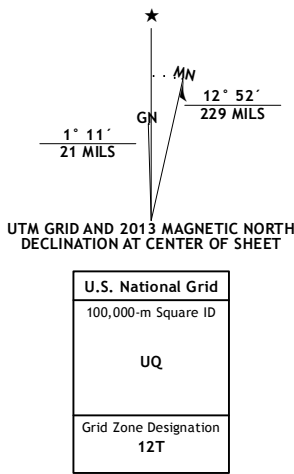 ★
MN
GN
12° 52´
229 MILS
1° 11´
21 MILS
UTM GRID AND 2013 MAGNETIC NORTH
DECLINATION AT CENTER OF SHEET
U.S. National Grid
100,000-m Square ID
UQ
Grid Zone Designation
12T